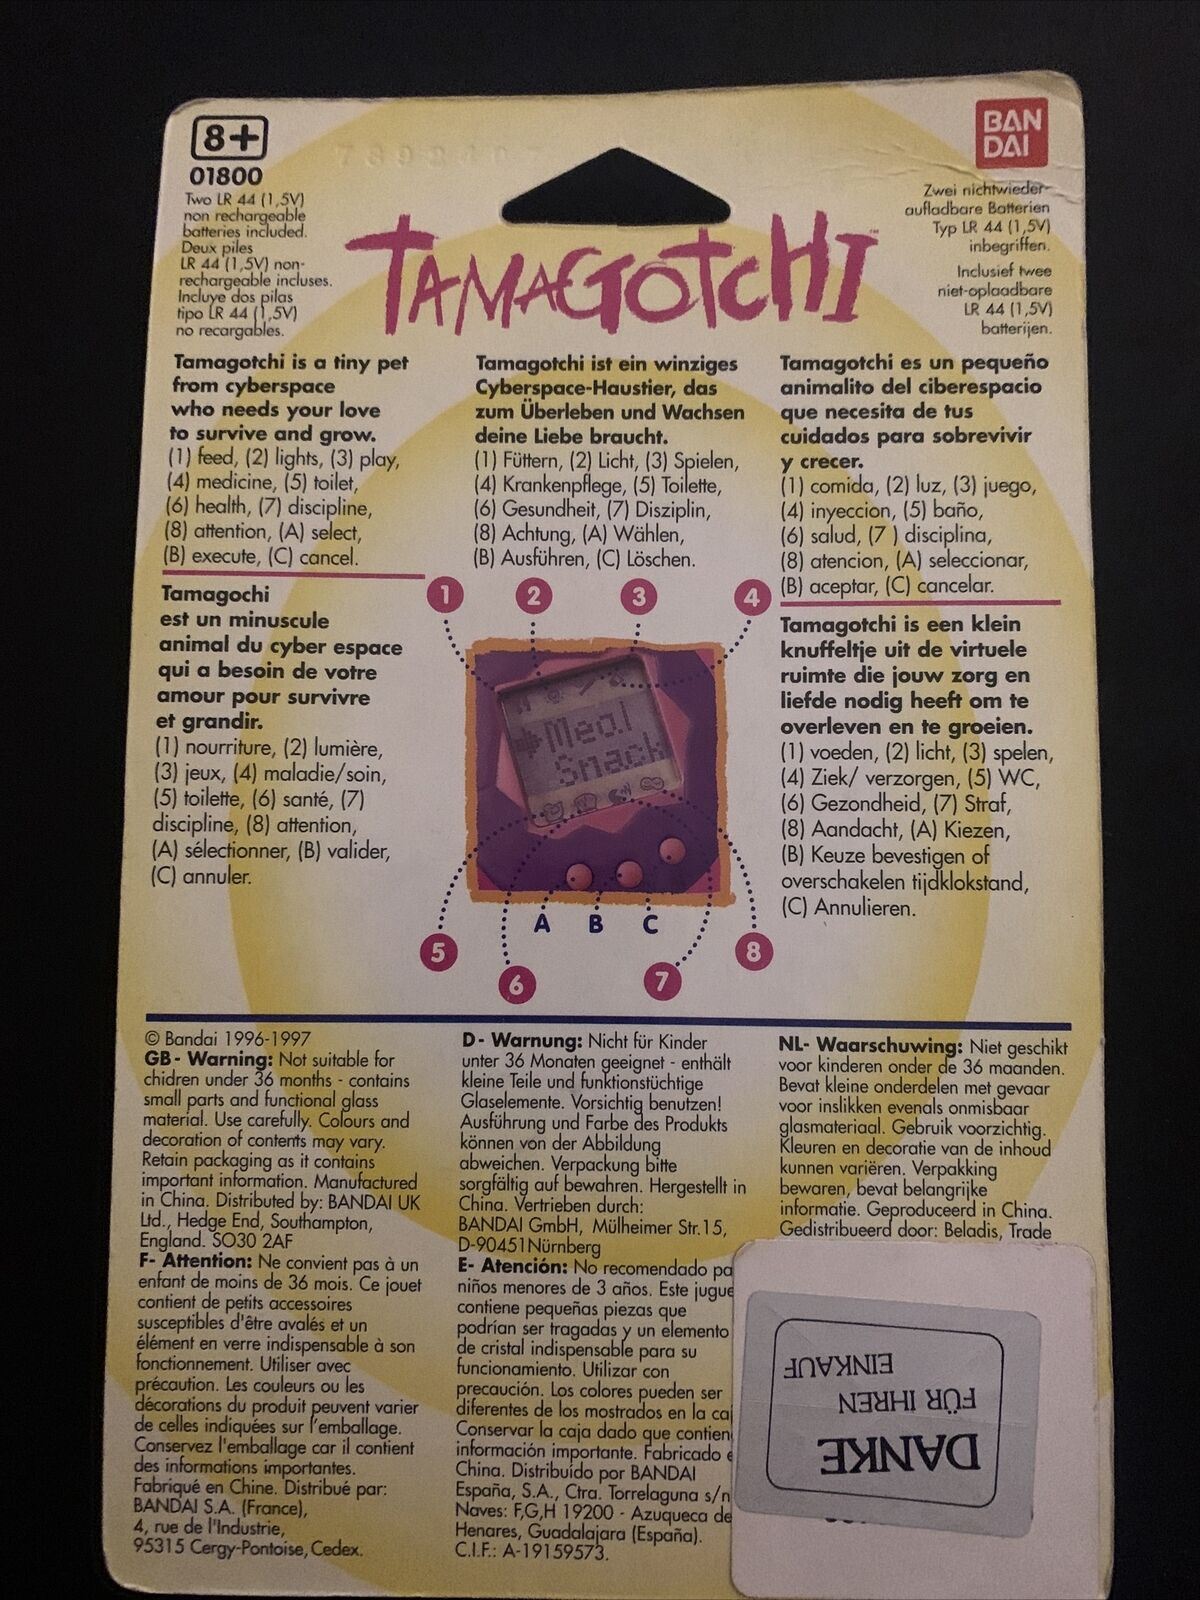 8+
01800
Two LR 44 (1,5V)
non rechargeable
batteries included.
Deux piles
LR 44 (1,5V) non-
rechargeable incluses.
Incluye dos pilas
tipo LR 44 (1,5V)
no recargables.
BAN
DAI
Zwei nichtwieder-
aufladbare Batterien
Typ LR 44 (1,5V)
inbegriffen.
Inclusief twee
niet-oplaadbare
LR 44 (1,5V)
batterijen.
TAMAGOTCHI™
Tamagotchi is a tiny pet
from cyberspace
who needs your love
to survive and grow.
(1) feed, (2) lights, (3) play,
(4) medicine, (5) toilet,
(6) health, (7) discipline,
(8) attention, (A) select,
(B) execute, (C) cancel.
Tamagotchi ist ein winziges
Cyberspace-Haustier, das
zum Überleben und Wachsen
deine Liebe braucht.
(1) Füttern, (2) Licht, (3) Spielen,
(4) Krankenpflege, (5) Toilette,
(6) Gesundheit, (7) Disziplin,
(8) Achtung, (A) Wählen,
(B) Ausführen, (C) Löschen.
Tamagotchi es un pequeño
animalito del ciberespacio
que necesita de tus
cuidados para sobrevivir
y crecer.
(1) comida, (2) luz, (3) juego,
(4) inyeccion, (5) baño,
(6) salud, (7 ) disciplina,
(8) atencion, (A) seleccionar,
(B) aceptar, (C) cancelar.
Tamagochi
est un minuscule
animal du cyber espace
qui a besoin de votre
amour pour survivre
et grandir.
(1) nourriture, (2) lumière,
(3) jeux, (4) maladie/soin,
(5) toilette, (6) santé, (7)
discipline, (8) attention,
(A) sélectionner, (B) valider,
(C) annuler.
1 2 3 4
Meal
Snack
A B C
5 6 7 8
Tamagotchi is een klein
knuffeltje uit de virtuele
ruimte die jouw zorg en
liefde nodig heeft om te
overleven en te groeien.
(1) voeden, (2) licht, (3) spelen,
(4) Ziek/ verzorgen, (5) WC,
(6) Gezondheid, (7) Straf,
(8) Aandacht, (A) Kiezen,
(B) Keuze bevestigen of
overschakelen tijdklokstand,
(C) Annulieren.
© Bandai 1996-1997
GB- Warning: Not suitable for
chidren under 36 months - contains
small parts and functional glass
material. Use carefully. Colours and
decoration of contents may vary.
Retain packaging as it contains
important information. Manufactured
in China. Distributed by: BANDAI UK
Ltd., Hedge End, Southampton,
England. SO30 2AF
F- Attention: Ne convient pas à un
enfant de moins de 36 mois. Ce jouet
contient de petits accessoires
susceptibles d'être avalés et un
élément en verre indispensable à son
fonctionnement. Utiliser avec
précaution. Les couleurs ou les
décorations du produit peuvent varier
de celles indiquées sur l'emballage.
Conservez l'emballage car il contient
des informations importantes.
Fabriqué en Chine. Distribué par:
BANDAI S.A. (France),
4, rue de l'Industrie,
95315 Cergy-Pontoise, Cedex.
D- Warnung: Nicht für Kinder
unter 36 Monaten geeignet - enthält
kleine Teile und funktionstüchtige
Glaselemente. Vorsichtig benutzen!
Ausführung und Farbe des Produkts
können von der Abbildung
abweichen. Verpackung bitte
sorgfältig auf bewahren. Hergestellt in
China. Vertrieben durch:
BANDAI GmbH, Mülheimer Str.15,
D-90451Nürnberg
E- Atención: No recomendado pa
niños menores de 3 años. Este jugue
contiene pequeñas piezas que
podrían ser tragadas y un elemento
de cristal indispensable para su
funcionamiento. Utilizar con
precaución. Los colores pueden ser
diferentes de los mostrados en la caj
Conservar la caja dado que contien
información importante. Fabricado e
China. Distribuído por BANDAI
España, S.A., Ctra. Torrelaguna s/n
Naves: F,G,H 19200 - Azuqueca de
Henares, Guadalajara (España).
C.I.F.: A-19159573.
NL- Waarschuwing: Niet geschikt
voor kinderen onder de 36 maanden.
Bevat kleine onderdelen met gevaar
voor inslikken evenals onmisbaar
glasmateriaal. Gebruik voorzichtig.
Kleuren en decoratie van de inhoud
kunnen variëren. Verpakking
bewaren, bevat belangrijke
informatie. Geproduceerd in China.
Gedistribueerd door: Beladis, Trade
DANKE
FÜR IHREN
EINKAUF